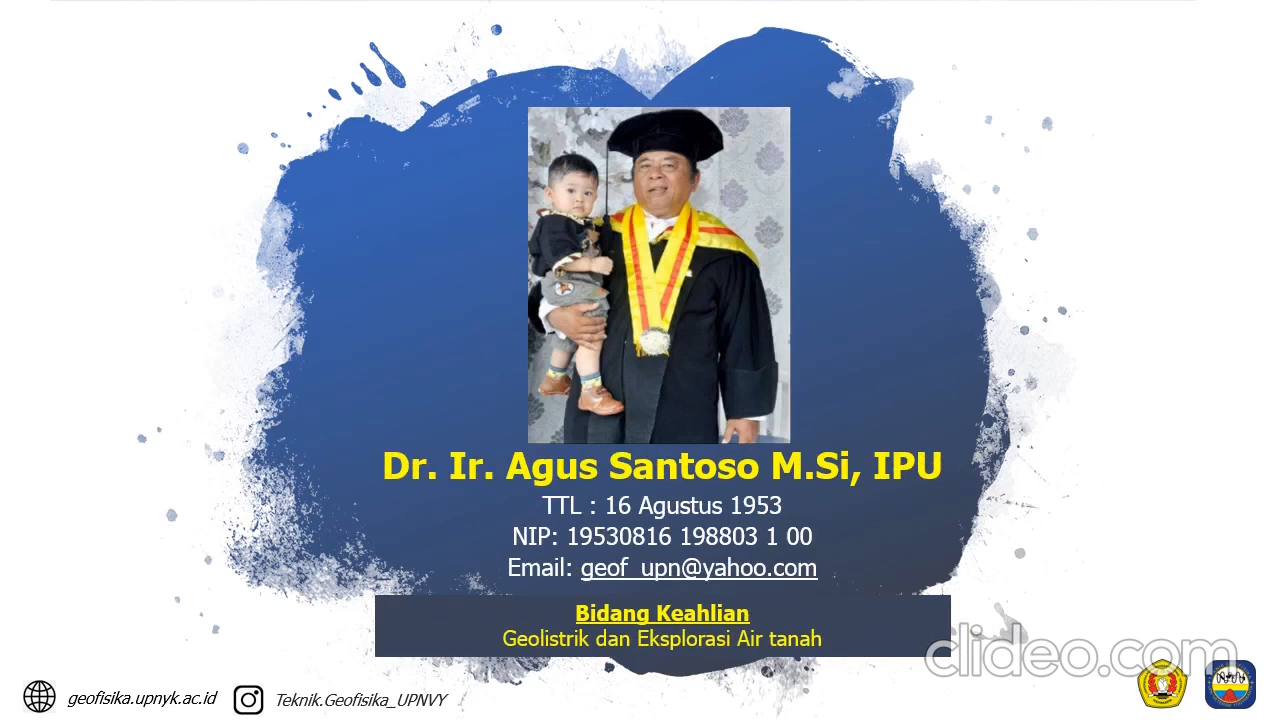 Dr. Ir. Agus Santoso M.Si, IPU
TTL : 16 Agustus 1953
NIP: 19530816 198803 1 00
Email: geof_upn@yahoo.com
Bidang Keahlian
Geolistrik dan Eksplorasi Air tanah
clideo.com
geofisika.upnyk.ac.id
Teknik.Geofisika_UPNVY